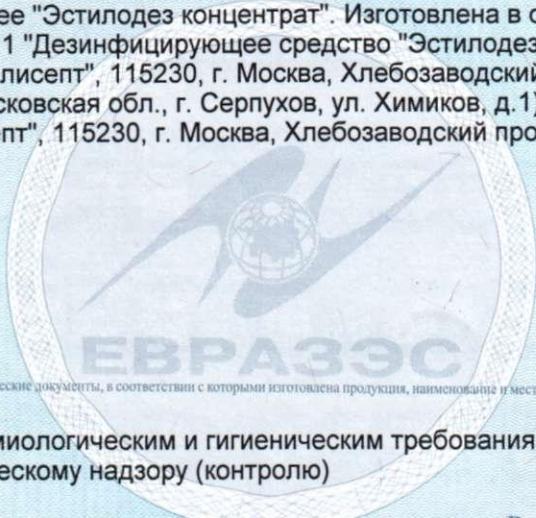 ее "Эстилодез концентрат". Изготовлена в с
1 "Дезинфицирующее средство "Эстилодез
лисепт", 115230, г. Москва, Хлебозаводский
сковская обл., г. Серпухов, ул. Химиков, д.1)
пт", 115230, г. Москва, Хлебозаводский про
ЕВРАЗЭС
еские документы, в соответствии с которыми изготовлена продукция, наименование и мест
миологическим и гигиеническим требования
ескому надзору (контролю)